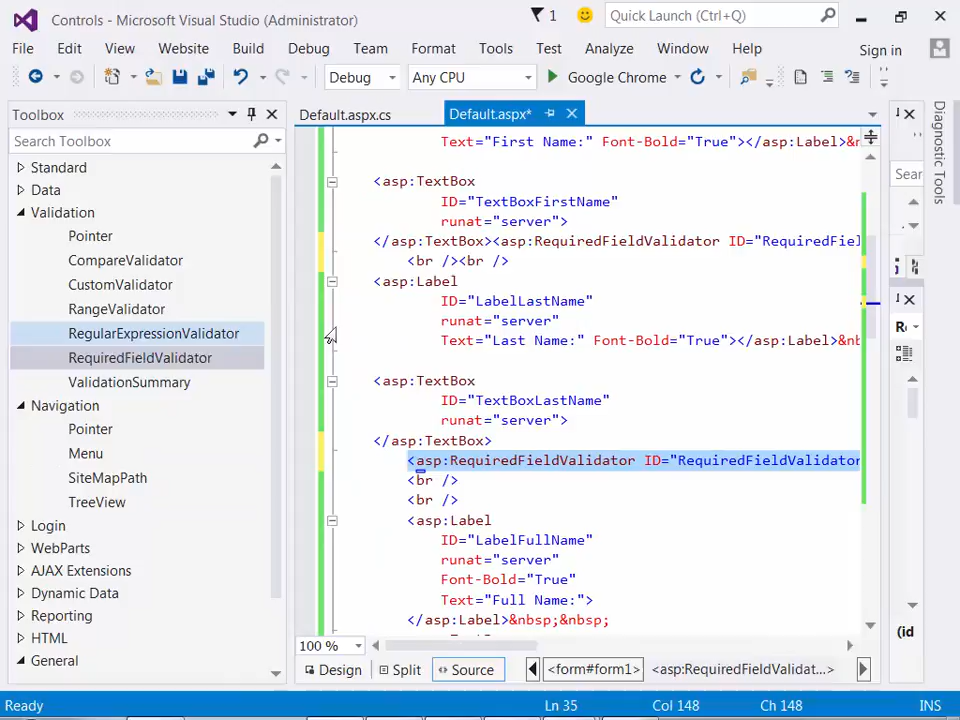 Controls - Microsoft Visual Studio (Administrator)
1
Quick Launch (Ctrl+Q)
File Edit View Website Build Debug Team Format Tools Test Analyze Window Help
Sign in
Debug Any CPU Google Chrome
Toolbox
Default.aspx.cs
Default.aspx*
Search Toolbox
Standard
Data
Validation
Pointer
CompareValidator
CustomValidator
RangeValidator
RegularExpressionValidator
RequiredFieldValidator
ValidationSummary
Navigation
Pointer
Menu
SiteMapPath
TreeView
Login
WebParts
AJAX Extensions
Dynamic Data
Reporting
HTML
General
Text="First Name:" Font-Bold="True"></asp:Label>&n
<asp:TextBox
ID="TextBoxFirstName"
runat="server">
</asp:TextBox><asp:RequiredFieldValidator ID="RequiredFiel
<br /><br />
<asp:Label
ID="LabelLastName"
runat="server"
Text="Last Name:" Font-Bold="True"></asp:Label>&nb
<asp:TextBox
ID="TextBoxLastName"
runat="server">
</asp:TextBox>
<asp:RequiredFieldValidator ID="RequiredFieldValidator
<br />
<br />
<asp:Label
ID="LabelFullName"
runat="server"
Font-Bold="True"
Text="Full Name:">
</asp:Label>&nbsp;&nbsp;
100 %
Design Split Source <form#form1> <asp:RequiredFieldValidat...>
Sear
R
(id
Diagnostic Tools
Ready Ln 35 Col 148 Ch 148 INS